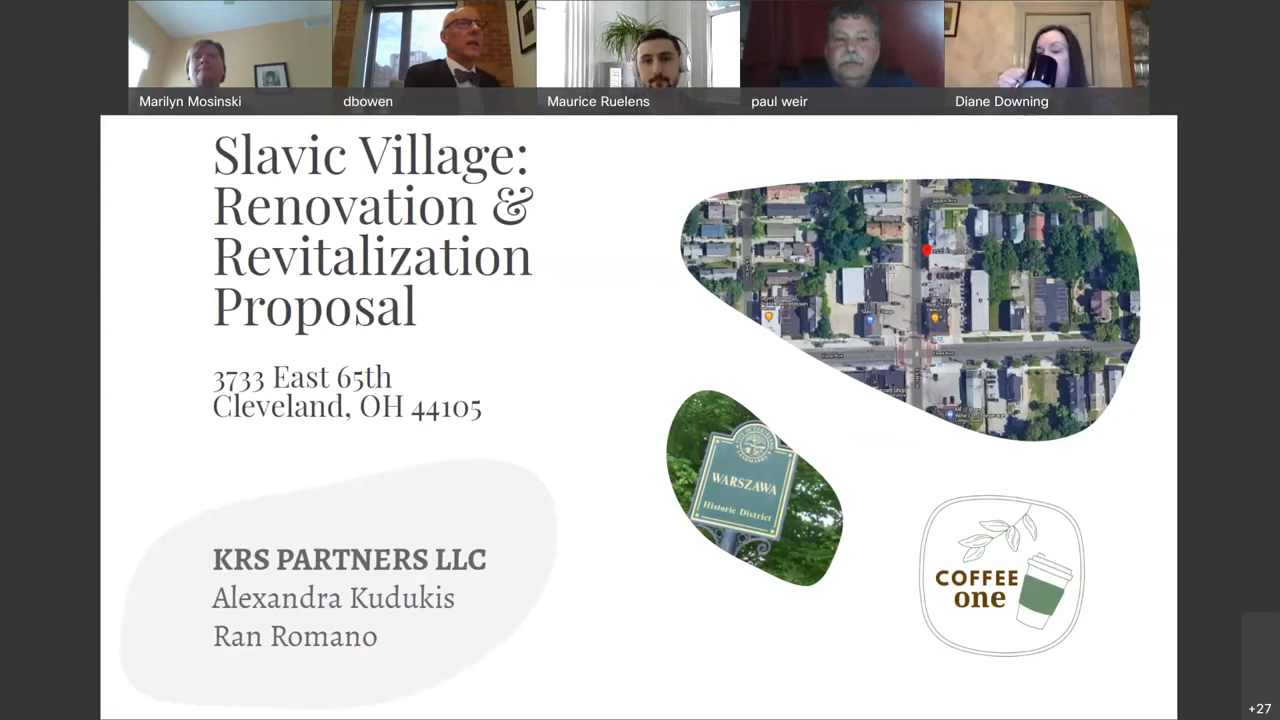 Marilyn Mosinski
dbowen
Maurice Ruelens
paul weir
Diane Downing
Slavic Village:
Renovation &
Revitalization
Proposal
3733 East 65th
Cleveland, OH 44105
WARSZAWA
Historic District
KRS PARTNERS LLC
Alexandra Kudukis
Ran Romano
COFFEE
one
+27